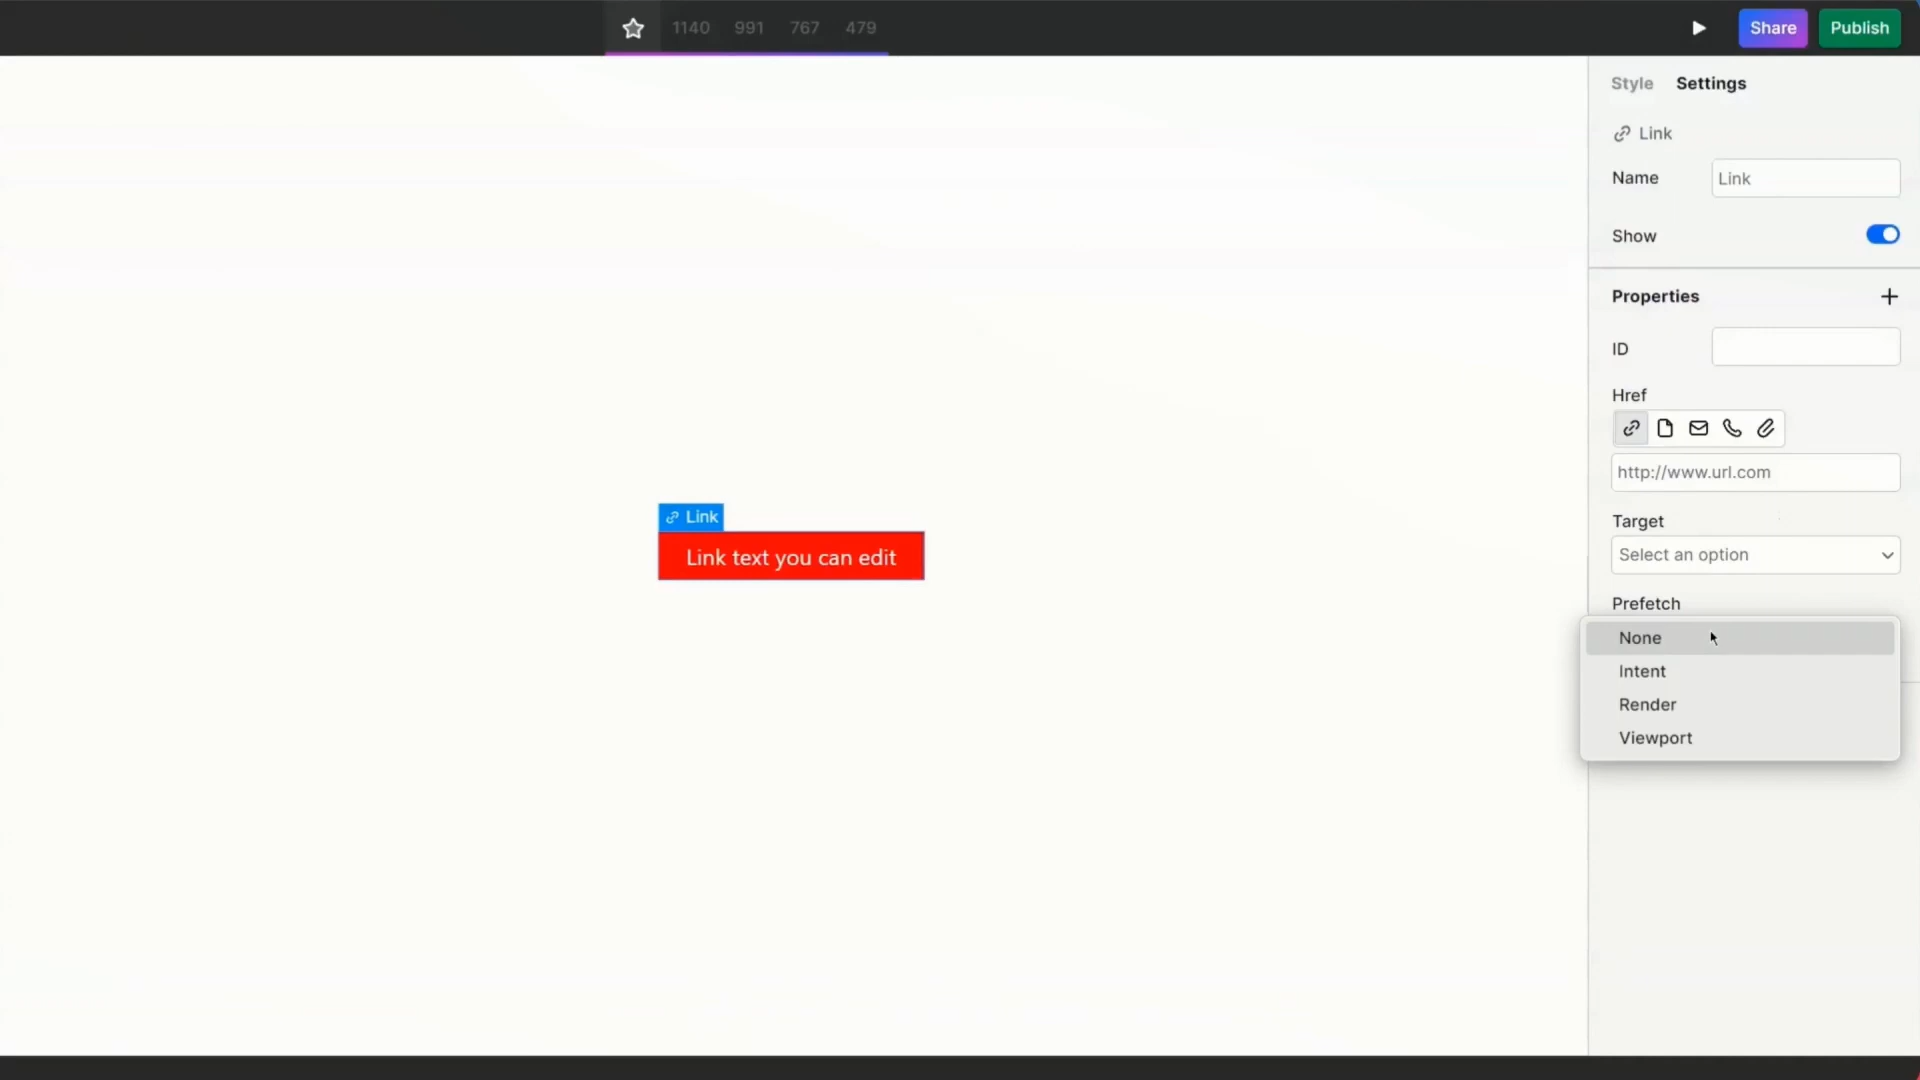 1140 991 767 479 Share Publish
Style Settings
Link
Name Link
Show
Properties
ID
Href
http://www.url.com
Link
Target
Link text you can edit
Select an option
Prefetch
None
Intent
Render
Viewport